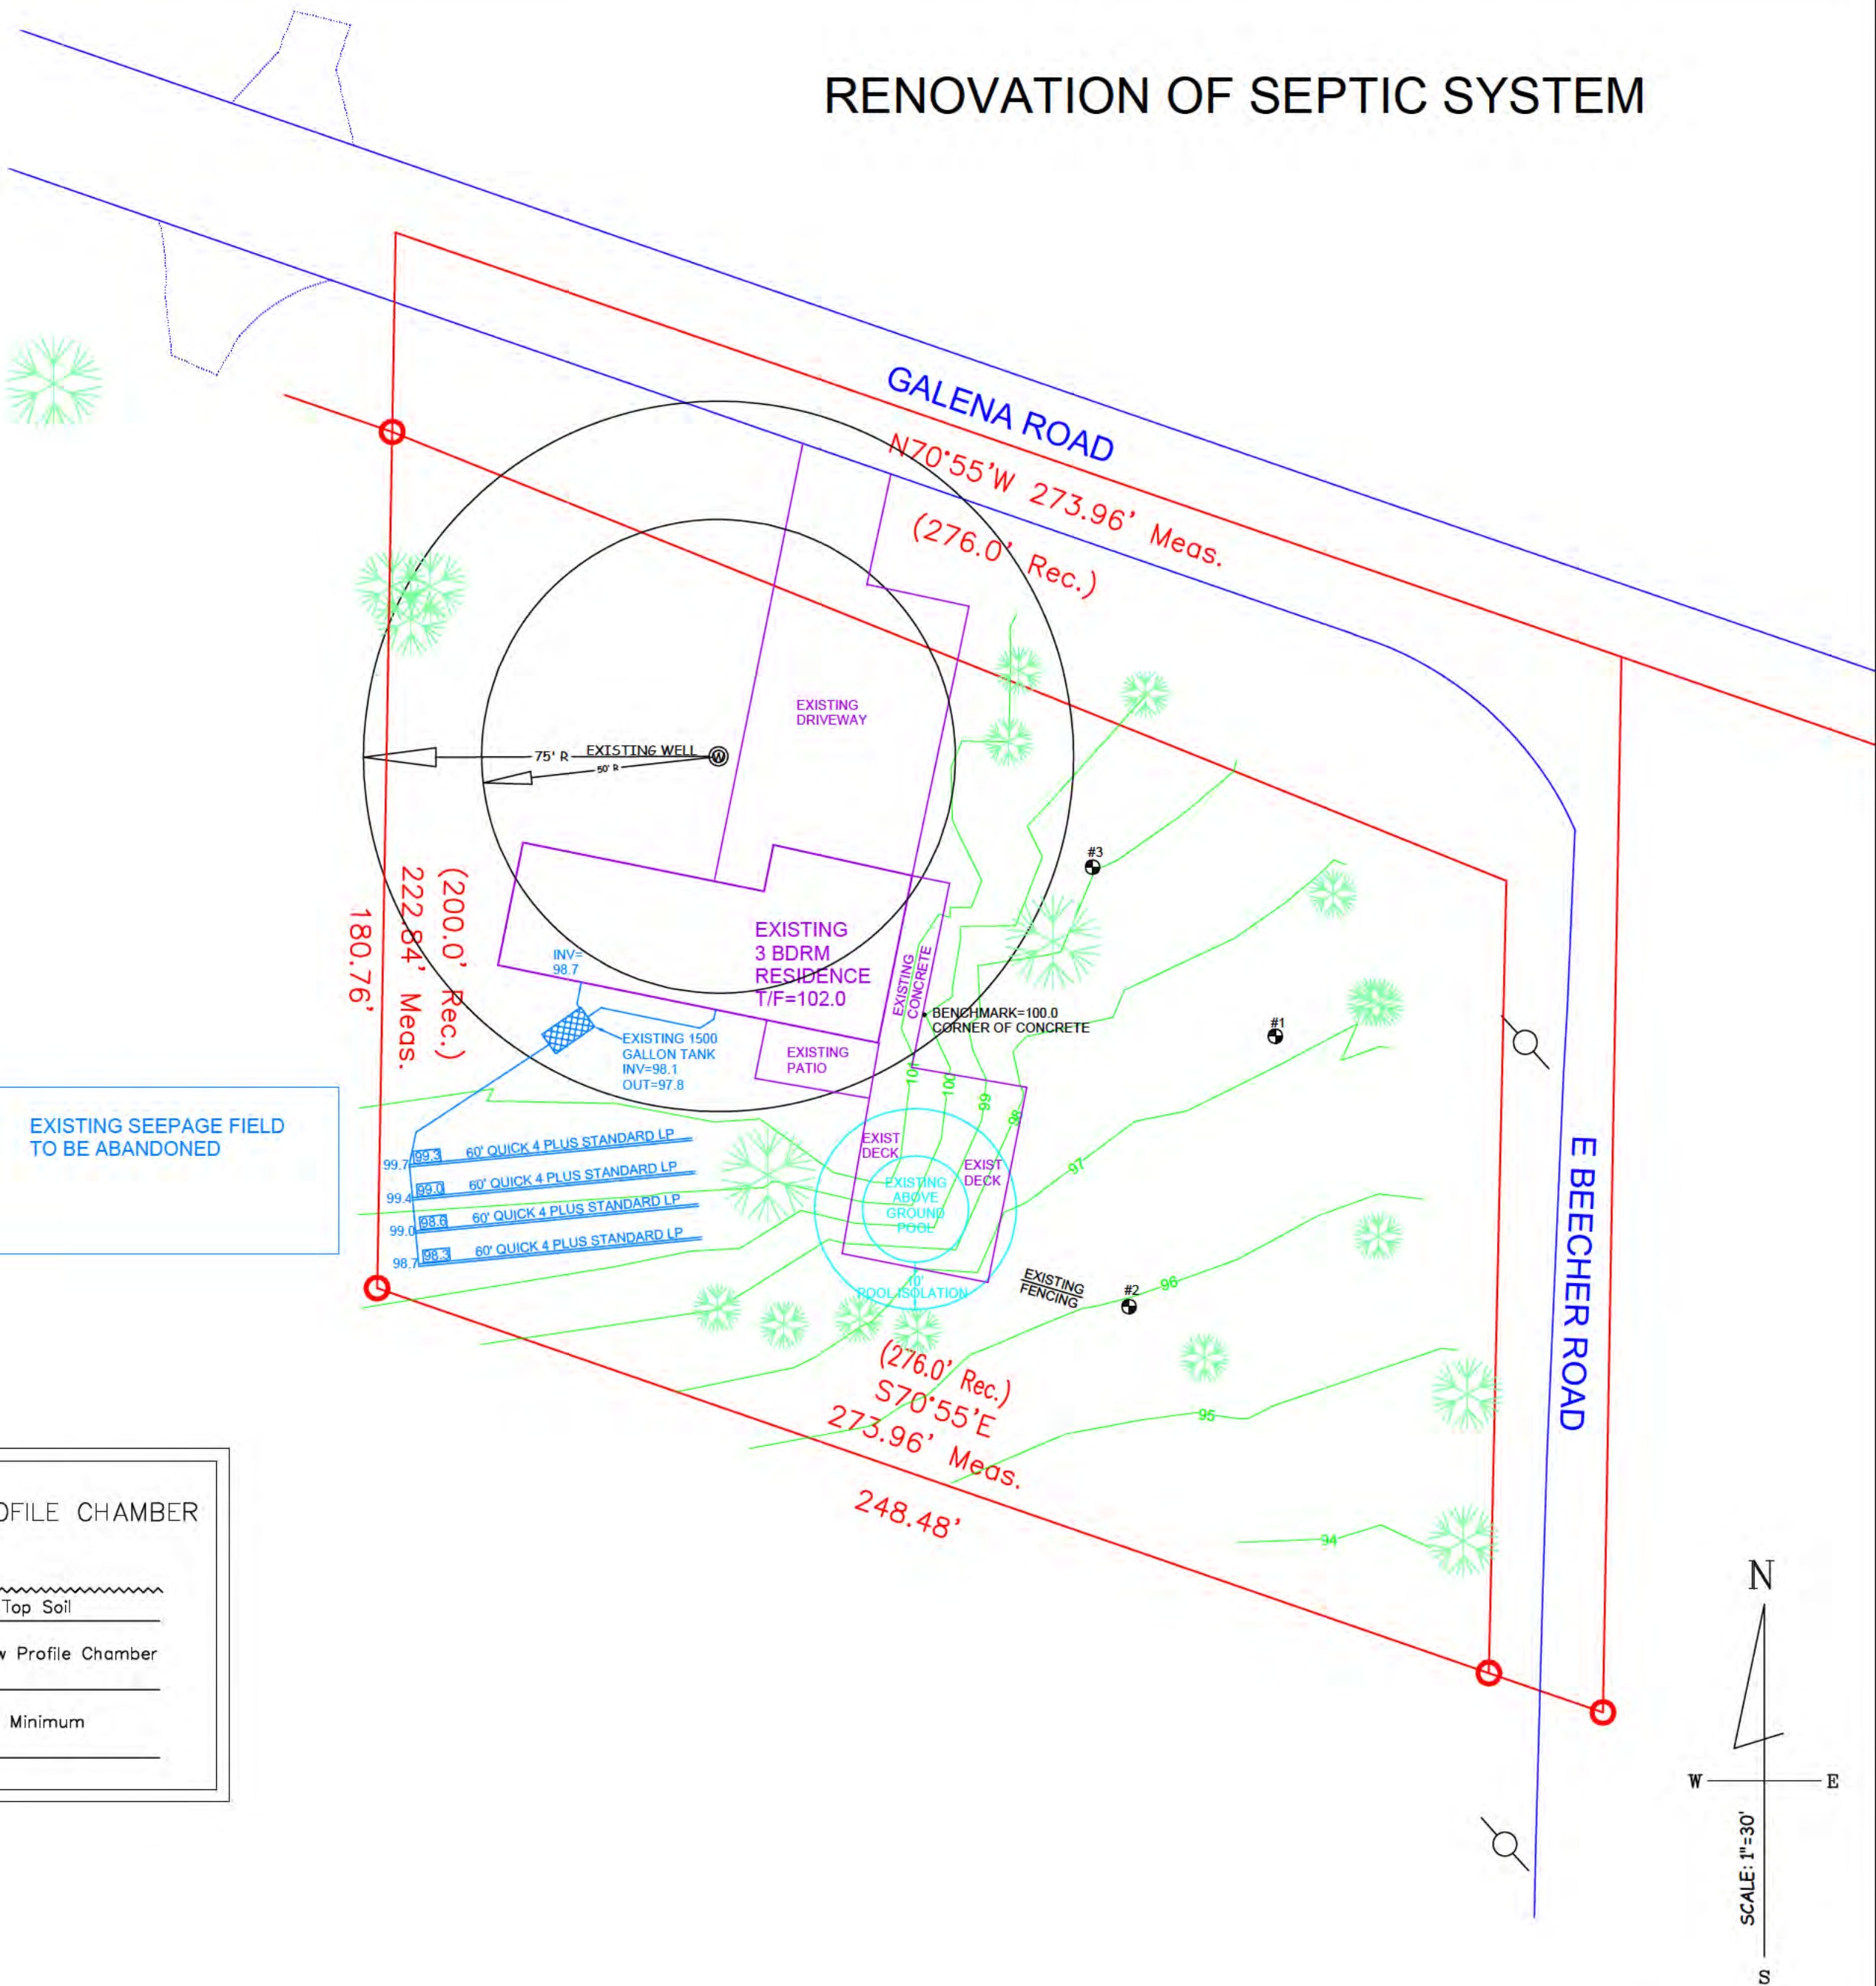 RENOVATION OF SEPTIC SYSTEM
GALENA ROAD
N70°55'W 273.96' Meas.
(276.0' Rec.)
EXISTING
DRIVEWAY
75' R
EXISTING WELL
W
50' R
#3
(200.0' Rec.)
222.84' Meas.
180.76'
EXISTING
3 BDRM
RESIDENCE
T/F=102.0
INV=
98.7
EXISTING
CONCRETE
BENCHMARK=100.0
CORNER OF CONCRETE
#1
EXISTING 1500
GALLON TANK
INV=98.1
OUT=97.8
EXISTING
PATIO
101
100
99
98
97
EXISTING SEEPAGE FIELD
TO BE ABANDONED
99.7 99.3 60' QUICK 4 PLUS STANDARD LP
99.4 99.0 60' QUICK 4 PLUS STANDARD LP
99.0 98.6 60' QUICK 4 PLUS STANDARD LP
98.7 98.3 60' QUICK 4 PLUS STANDARD LP
EXIST
DECK
EXIST
DECK
EXISTING
ABOVE
GROUND
POOL
10'
POOL ISOLATION
EXISTING
FENCING
#2
96
E BEECHER ROAD
(276.0' Rec.)
S70°55'E
273.96' Meas.
248.48'
95
94
OFILE CHAMBER
Top Soil
w Profile Chamber
Minimum
N
W
E
SCALE: 1"=30'
S